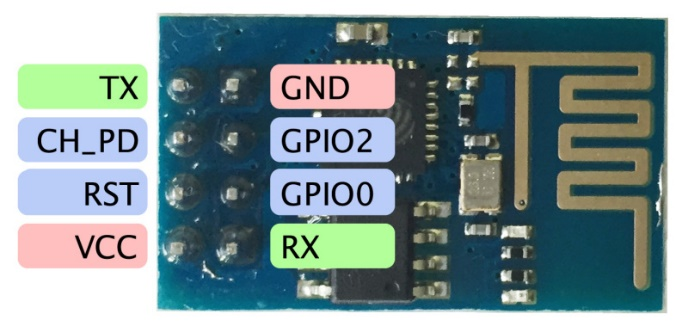 TX GND
CH_PD GPIO2
RST GPIO0
VCC RX